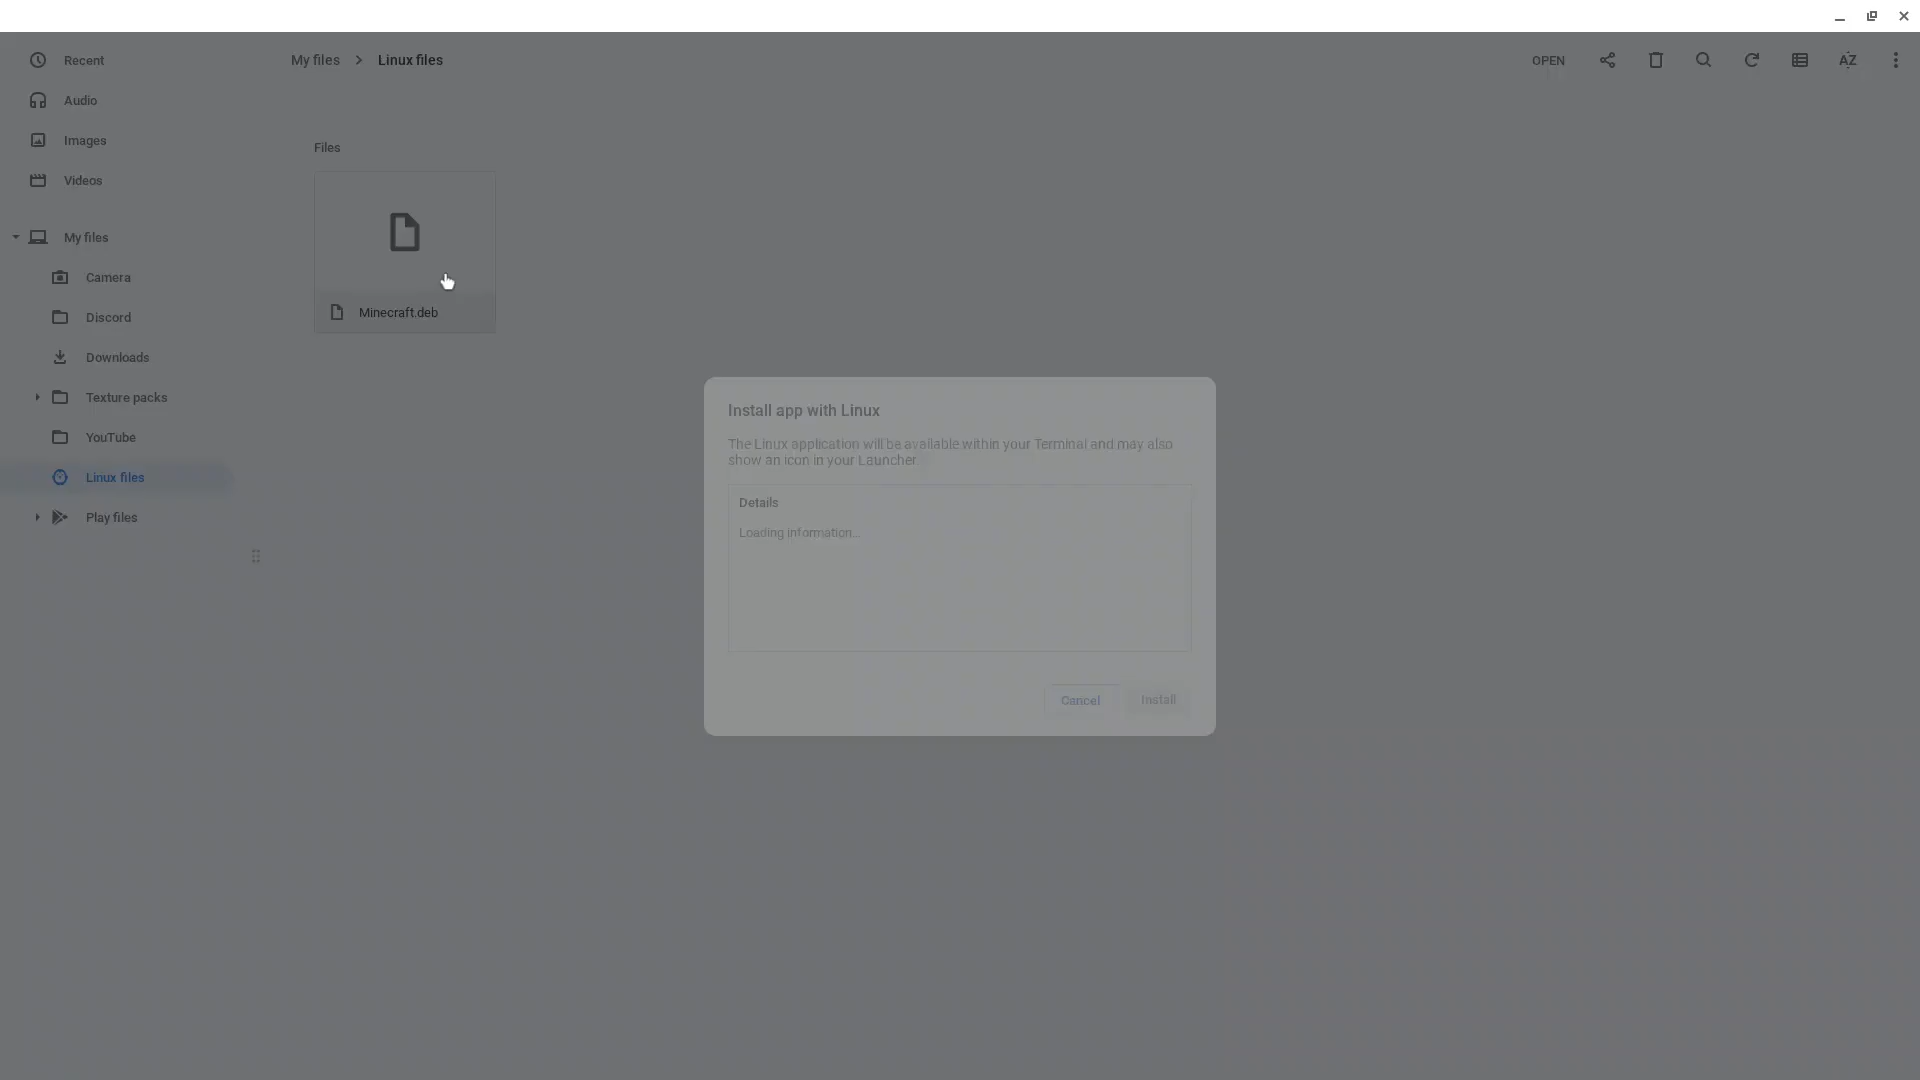 Recent
Audio
Images
Videos
My files
Camera
Discord
Downloads
Texture packs
YouTube
Linux files
Play files
My files > Linux files
OPEN
AZ
Files
Minecraft.deb
Install app with Linux
The Linux application will be available within your Terminal and may also
show an icon in your Launcher.
Details
Loading information...
Cancel
Install